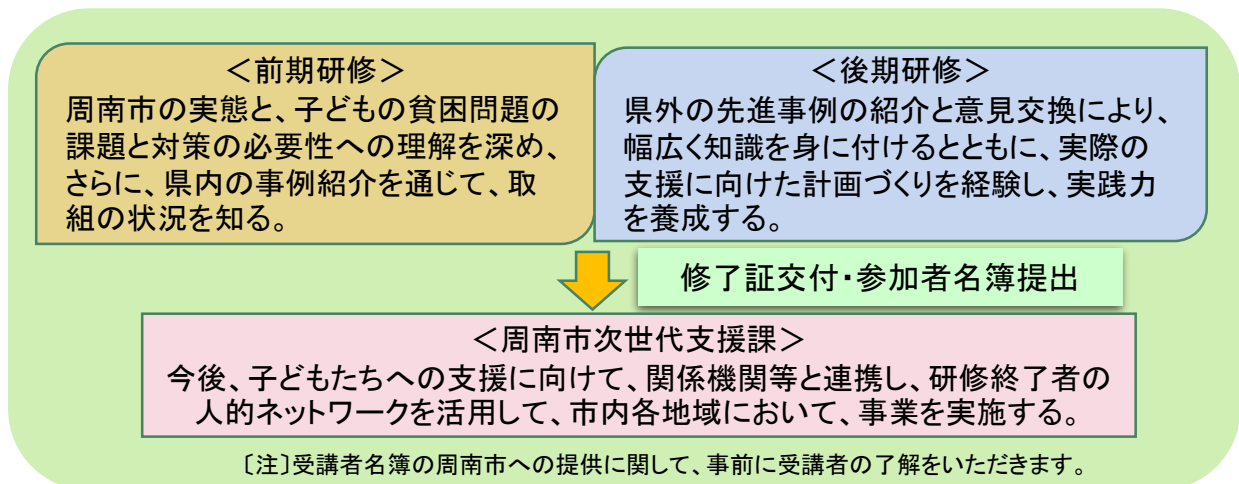 ＜前期研修＞
周南市の実態と、子どもの貧困問題の
課題と対策の必要性への理解を深め、
さらに、県内の事例紹介を通じて、取
組の状況を知る。
＜後期研修＞
県外の先進事例の紹介と意見交換により、
幅広く知識を身に付けるとともに、実際の
支援に向けた計画づくりを経験し、実践力
を養成する。
修了証交付・参加者名簿提出
＜周南市次世代支援課＞
今後、子どもたちへの支援に向けて、関係機関等と連携し、研修終了者の
人的ネットワークを活用して、市内各地域において、事業を実施する。
〔注〕受講者名簿の周南市への提供に関して、事前に受講者の了解をいただきます。